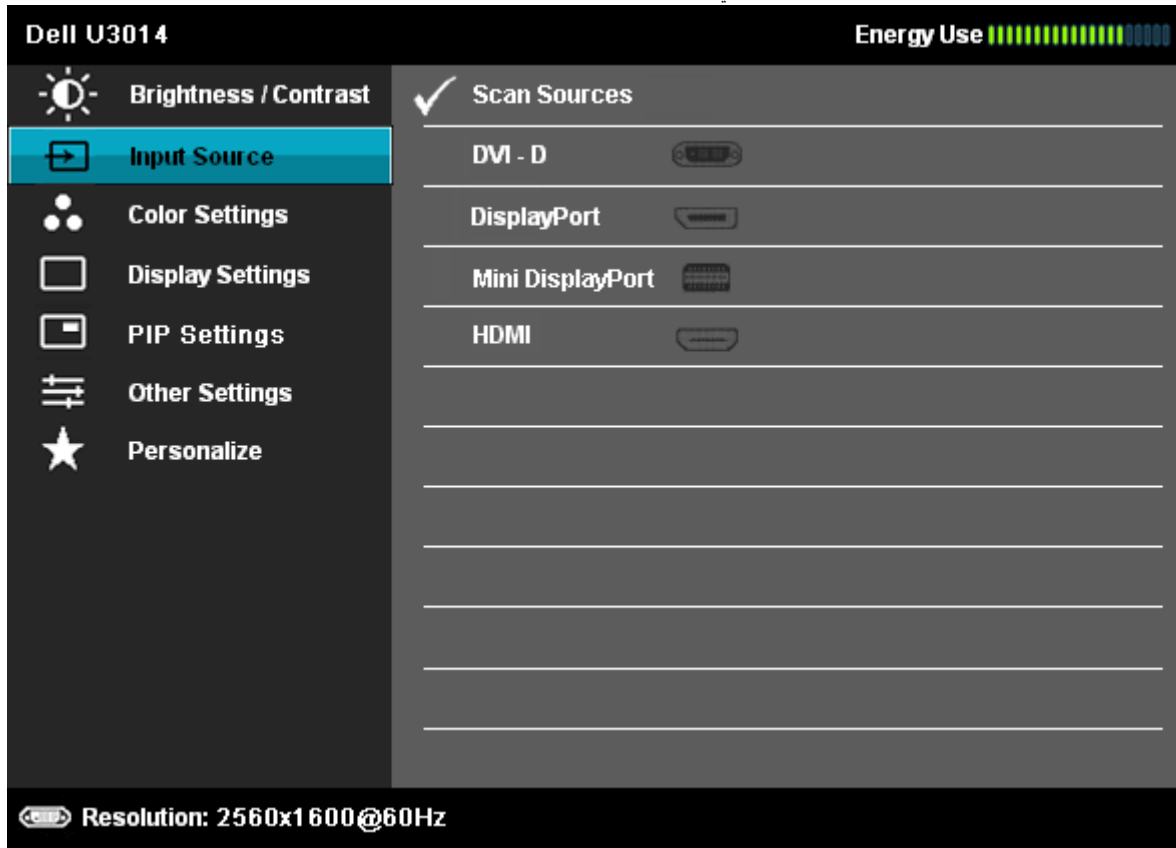 Dell U3014
Energy Use
Brightness / Contrast
Input Source
Color Settings
Display Settings
PIP Settings
Other Settings
Personalize
Scan Sources
DVI - D
DisplayPort
Mini DisplayPort
HDMI
Resolution: 2560x1600@60Hz